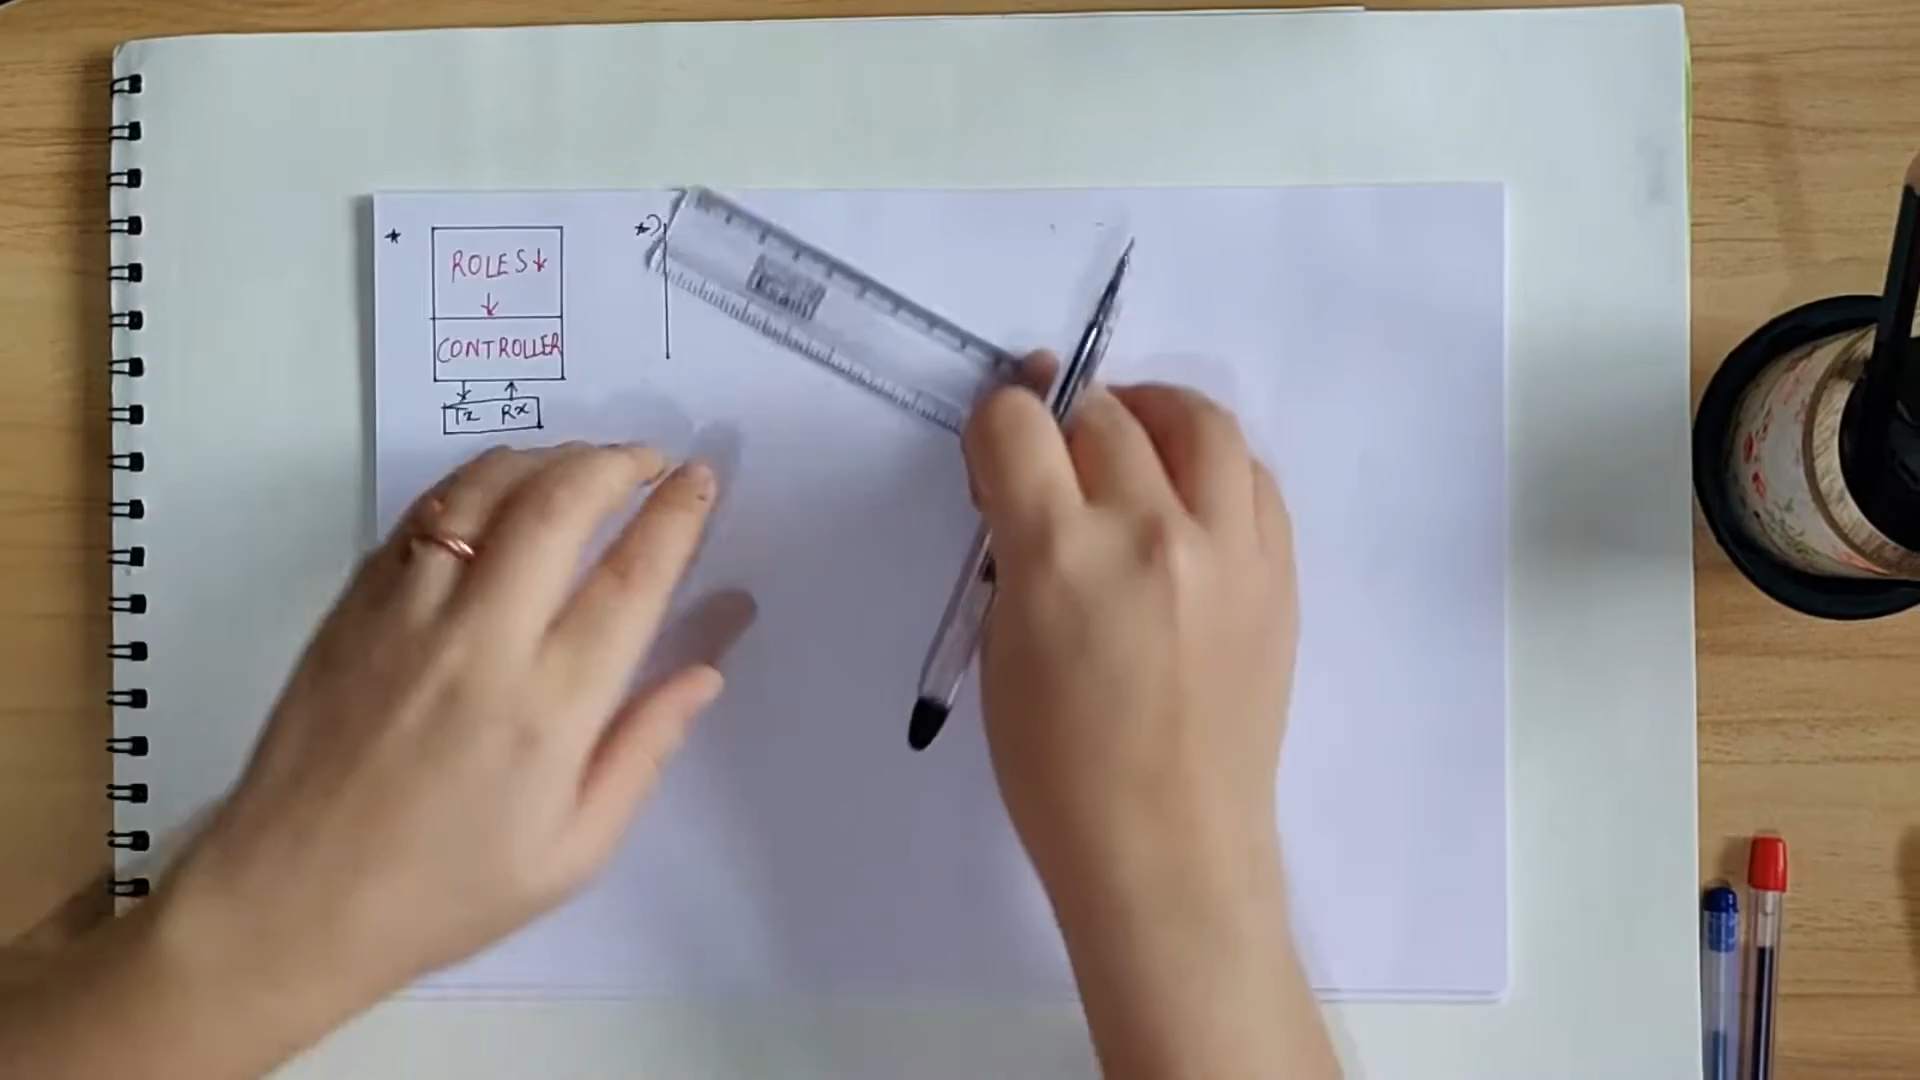 * ROLES↓
↓
CONTROLLER
↓ ↑
Tx Rx
*)